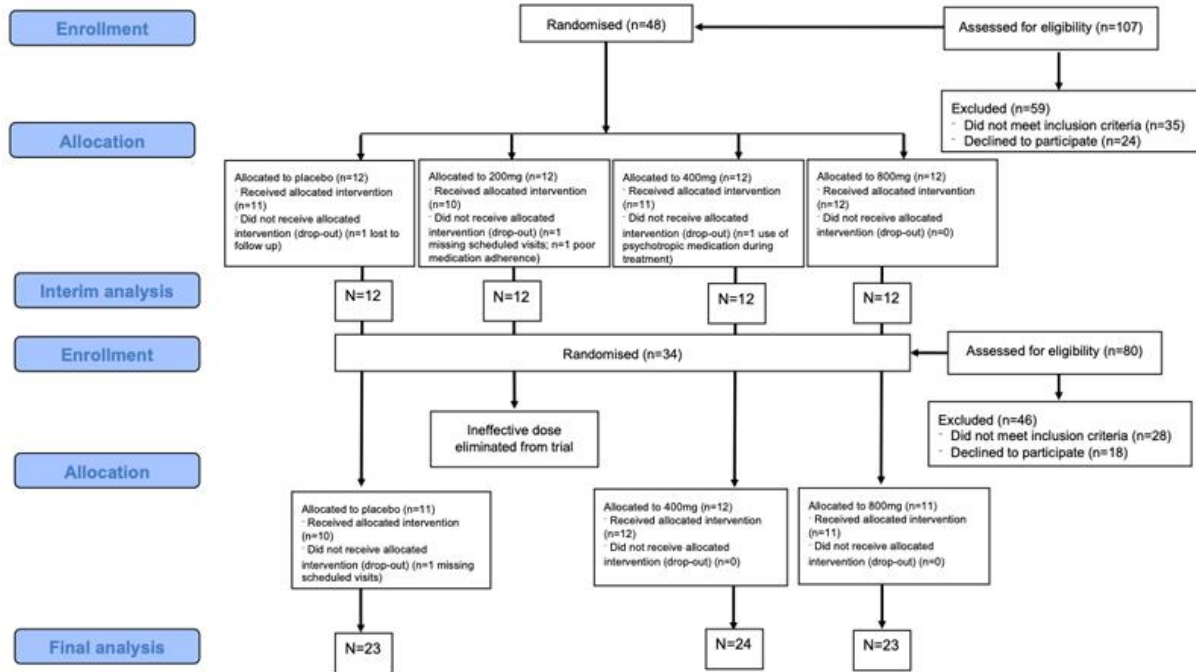 Enrollment
Randomised (n=48)
Assessed for eligibility (n=107)
Excluded (n=59)
- Did not meet inclusion criteria (n=35)
- Declined to participate (n=24)
Allocation
Allocated to placebo (n=12)
- Received allocated intervention
(n=11)
- Did not receive allocated
intervention (drop-out) (n=1 lost to
follow up)
Allocated to 200mg (n=12)
- Received allocated intervention
(n=10)
- Did not receive allocated
intervention (drop-out) (n=1
missing scheduled visits; n=1 poor
medication adherence)
Allocated to 400mg (n=12)
- Received allocated intervention
(n=11)
- Did not receive allocated
intervention (drop-out) (n=1 use of
psychotropic medication during
treatment)
Allocated to 800mg (n=12)
- Received allocated intervention
(n=12)
- Did not receive allocated
intervention (drop-out) (n=0)
Interim analysis
N=12
N=12
N=12
N=12
Enrollment
Randomised (n=34)
Assessed for eligibility (n=80)
Excluded (n=46)
- Did not meet inclusion criteria (n=28)
- Declined to participate (n=18)
Ineffective dose
eliminated from trial
Allocation
Allocated to placebo (n=11)
- Received allocated intervention
(n=10)
- Did not receive allocated
intervention (drop-out) (n=1 missing
scheduled visits)
Allocated to 400mg (n=12)
- Received allocated intervention
(n=12)
- Did not receive allocated
intervention (drop-out) (n=0)
Allocated to 800mg (n=11)
- Received allocated intervention
(n=11)
- Did not receive allocated
intervention (drop-out) (n=0)
Final analysis
N=23
N=24
N=23